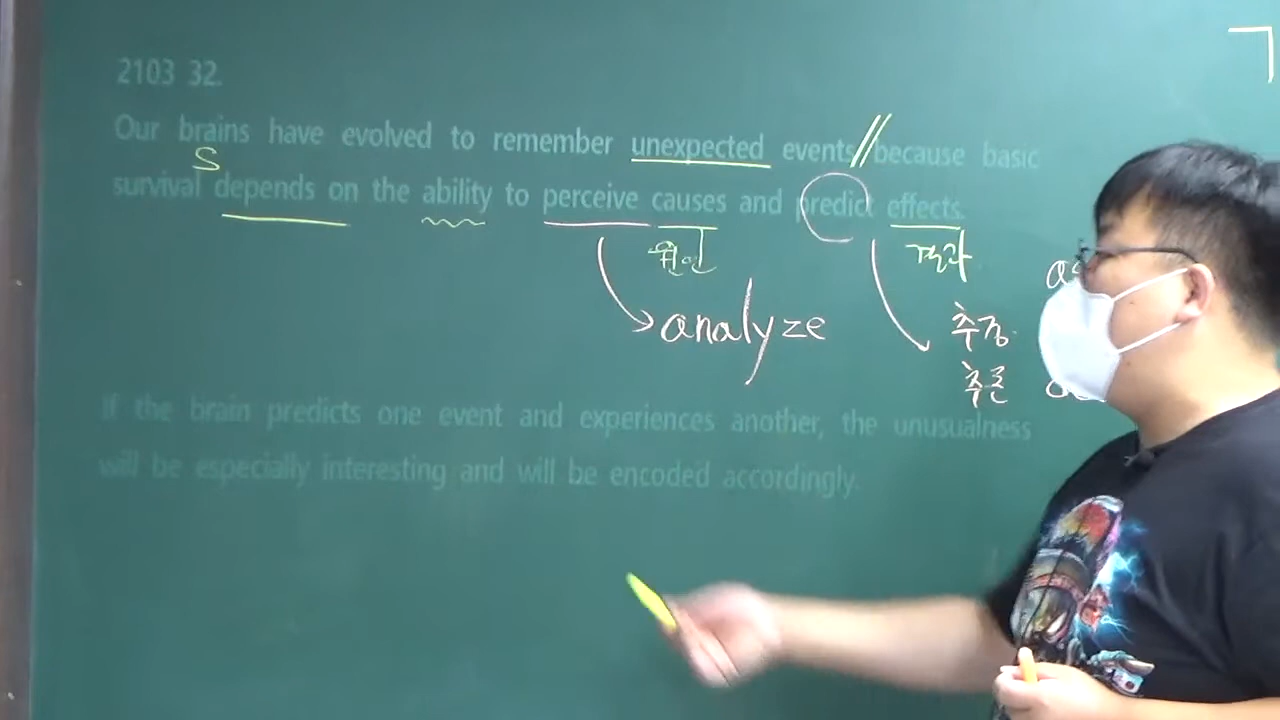 2103 32.
Our brains have evolved to remember unexpected events // because basic
S
survival depends on the ability to perceive causes and predict effects.
원인
결과
analyze
추정
추론
If the brain predicts one event and experiences another, the unusualness
will be especially interesting and will be encoded accordingly.